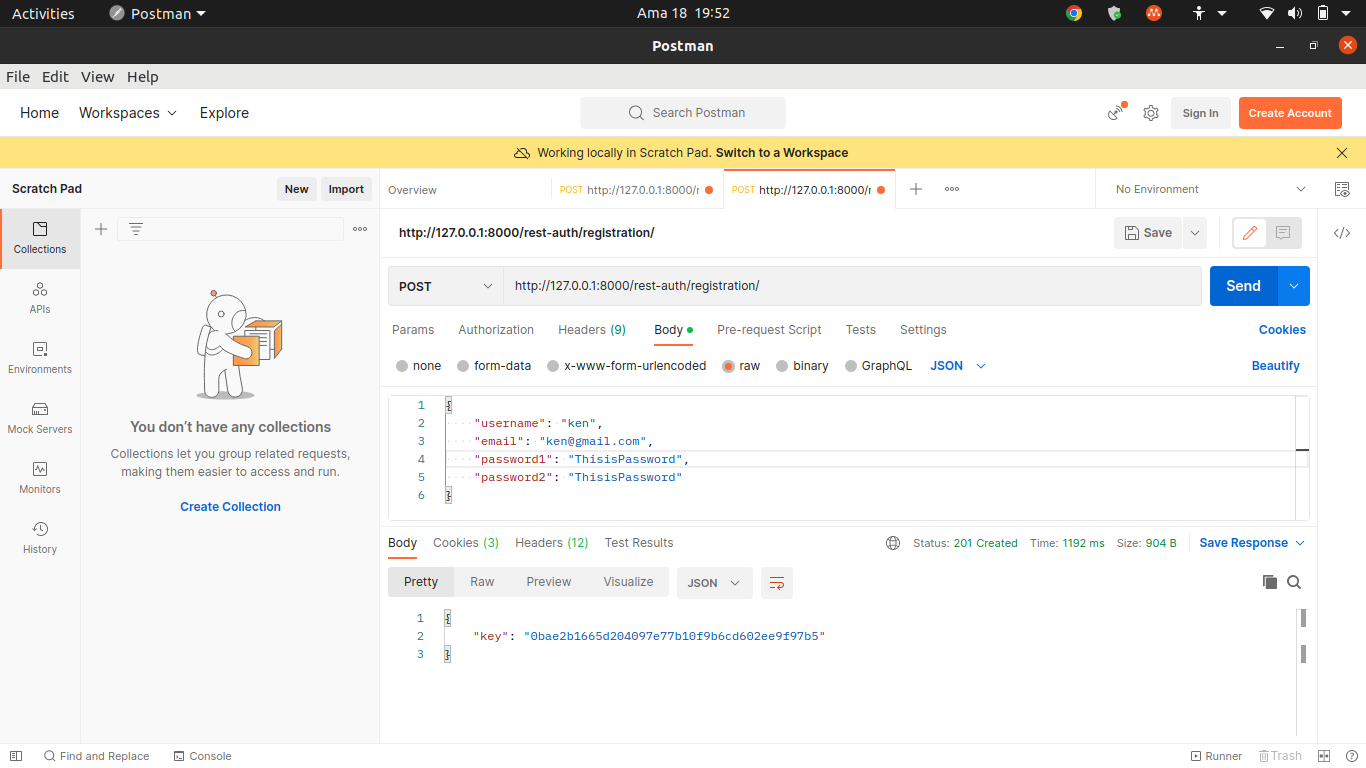 Activities Postman Ama 18 19:52
Postman
File Edit View Help
Home Workspaces Explore Search Postman Sign In Create Account
Working locally in Scratch Pad. Switch to a Workspace
Scratch Pad New Import Overview POST http://127.0.0.1:8000/r POST http://127.0.0.1:8000/r No Environment
Collections
APIs
Environments
Mock Servers
Monitors
History
You don't have any collections
Collections let you group related requests,
making them easier to access and run.
Create Collection
http://127.0.0.1:8000/rest-auth/registration/ Save
POST http://127.0.0.1:8000/rest-auth/registration/ Send
Params Authorization Headers (9) Body Pre-request Script Tests Settings Cookies
none form-data x-www-form-urlencoded raw binary GraphQL JSON Beautify
1 {
2 "username": "ken",
3 "email": "ken@gmail.com",
4 "password1": "ThisisPassword",
5 "password2": "ThisisPassword"
6 }
Body Cookies (3) Headers (12) Test Results Status: 201 Created Time: 1192 ms Size: 904 B Save Response
Pretty Raw Preview Visualize JSON
1 {
2 "key": "0bae2b1665d204097e77b10f9b6cd602ee9f97b5"
3 }
Find and Replace Console Runner Trash